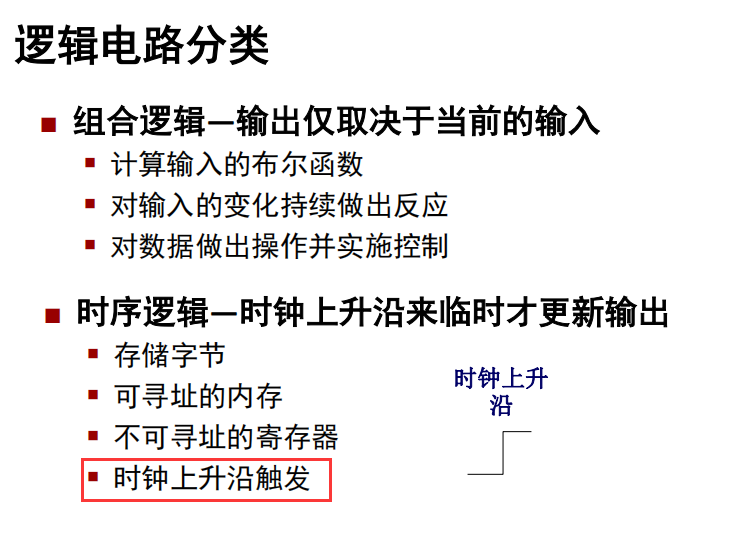 逻辑电路分类
组合逻辑—输出仅取决于当前的输入
计算输入的布尔函数
对输入的变化持续做出反应
对数据做出操作并实施控制
时序逻辑—时钟上升沿来临时才更新输出
存储字节
可寻址的内存
不可寻址的寄存器
时钟上升沿触发
时钟上升
沿